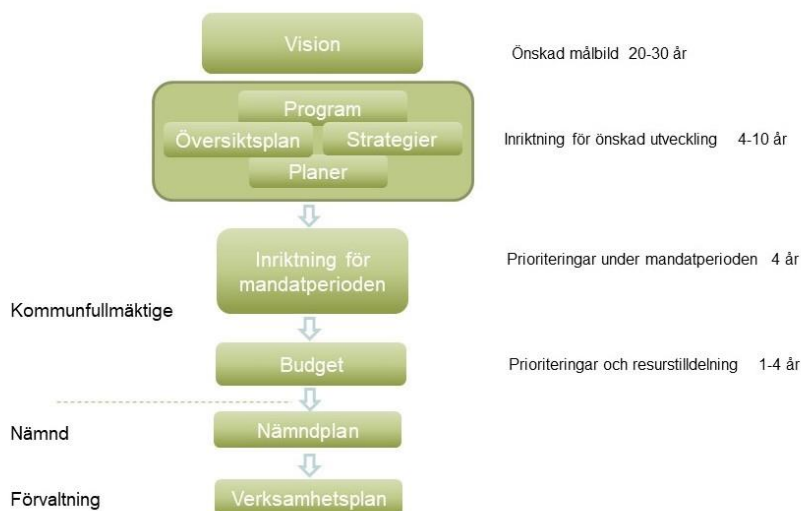 Vision
Önskad målbild 20-30 år
Program
Översiktsplan
Strategier
Planer
Inriktning för önskad utveckling 4-10 år
Inriktning för
mandatperioden
Prioriteringar under mandatperioden 4 år
Kommunfullmäktige
Budget
Prioriteringar och resurstilldelning 1-4 år
Nämnd
Nämndplan
Förvaltning
Verksamhetsplan